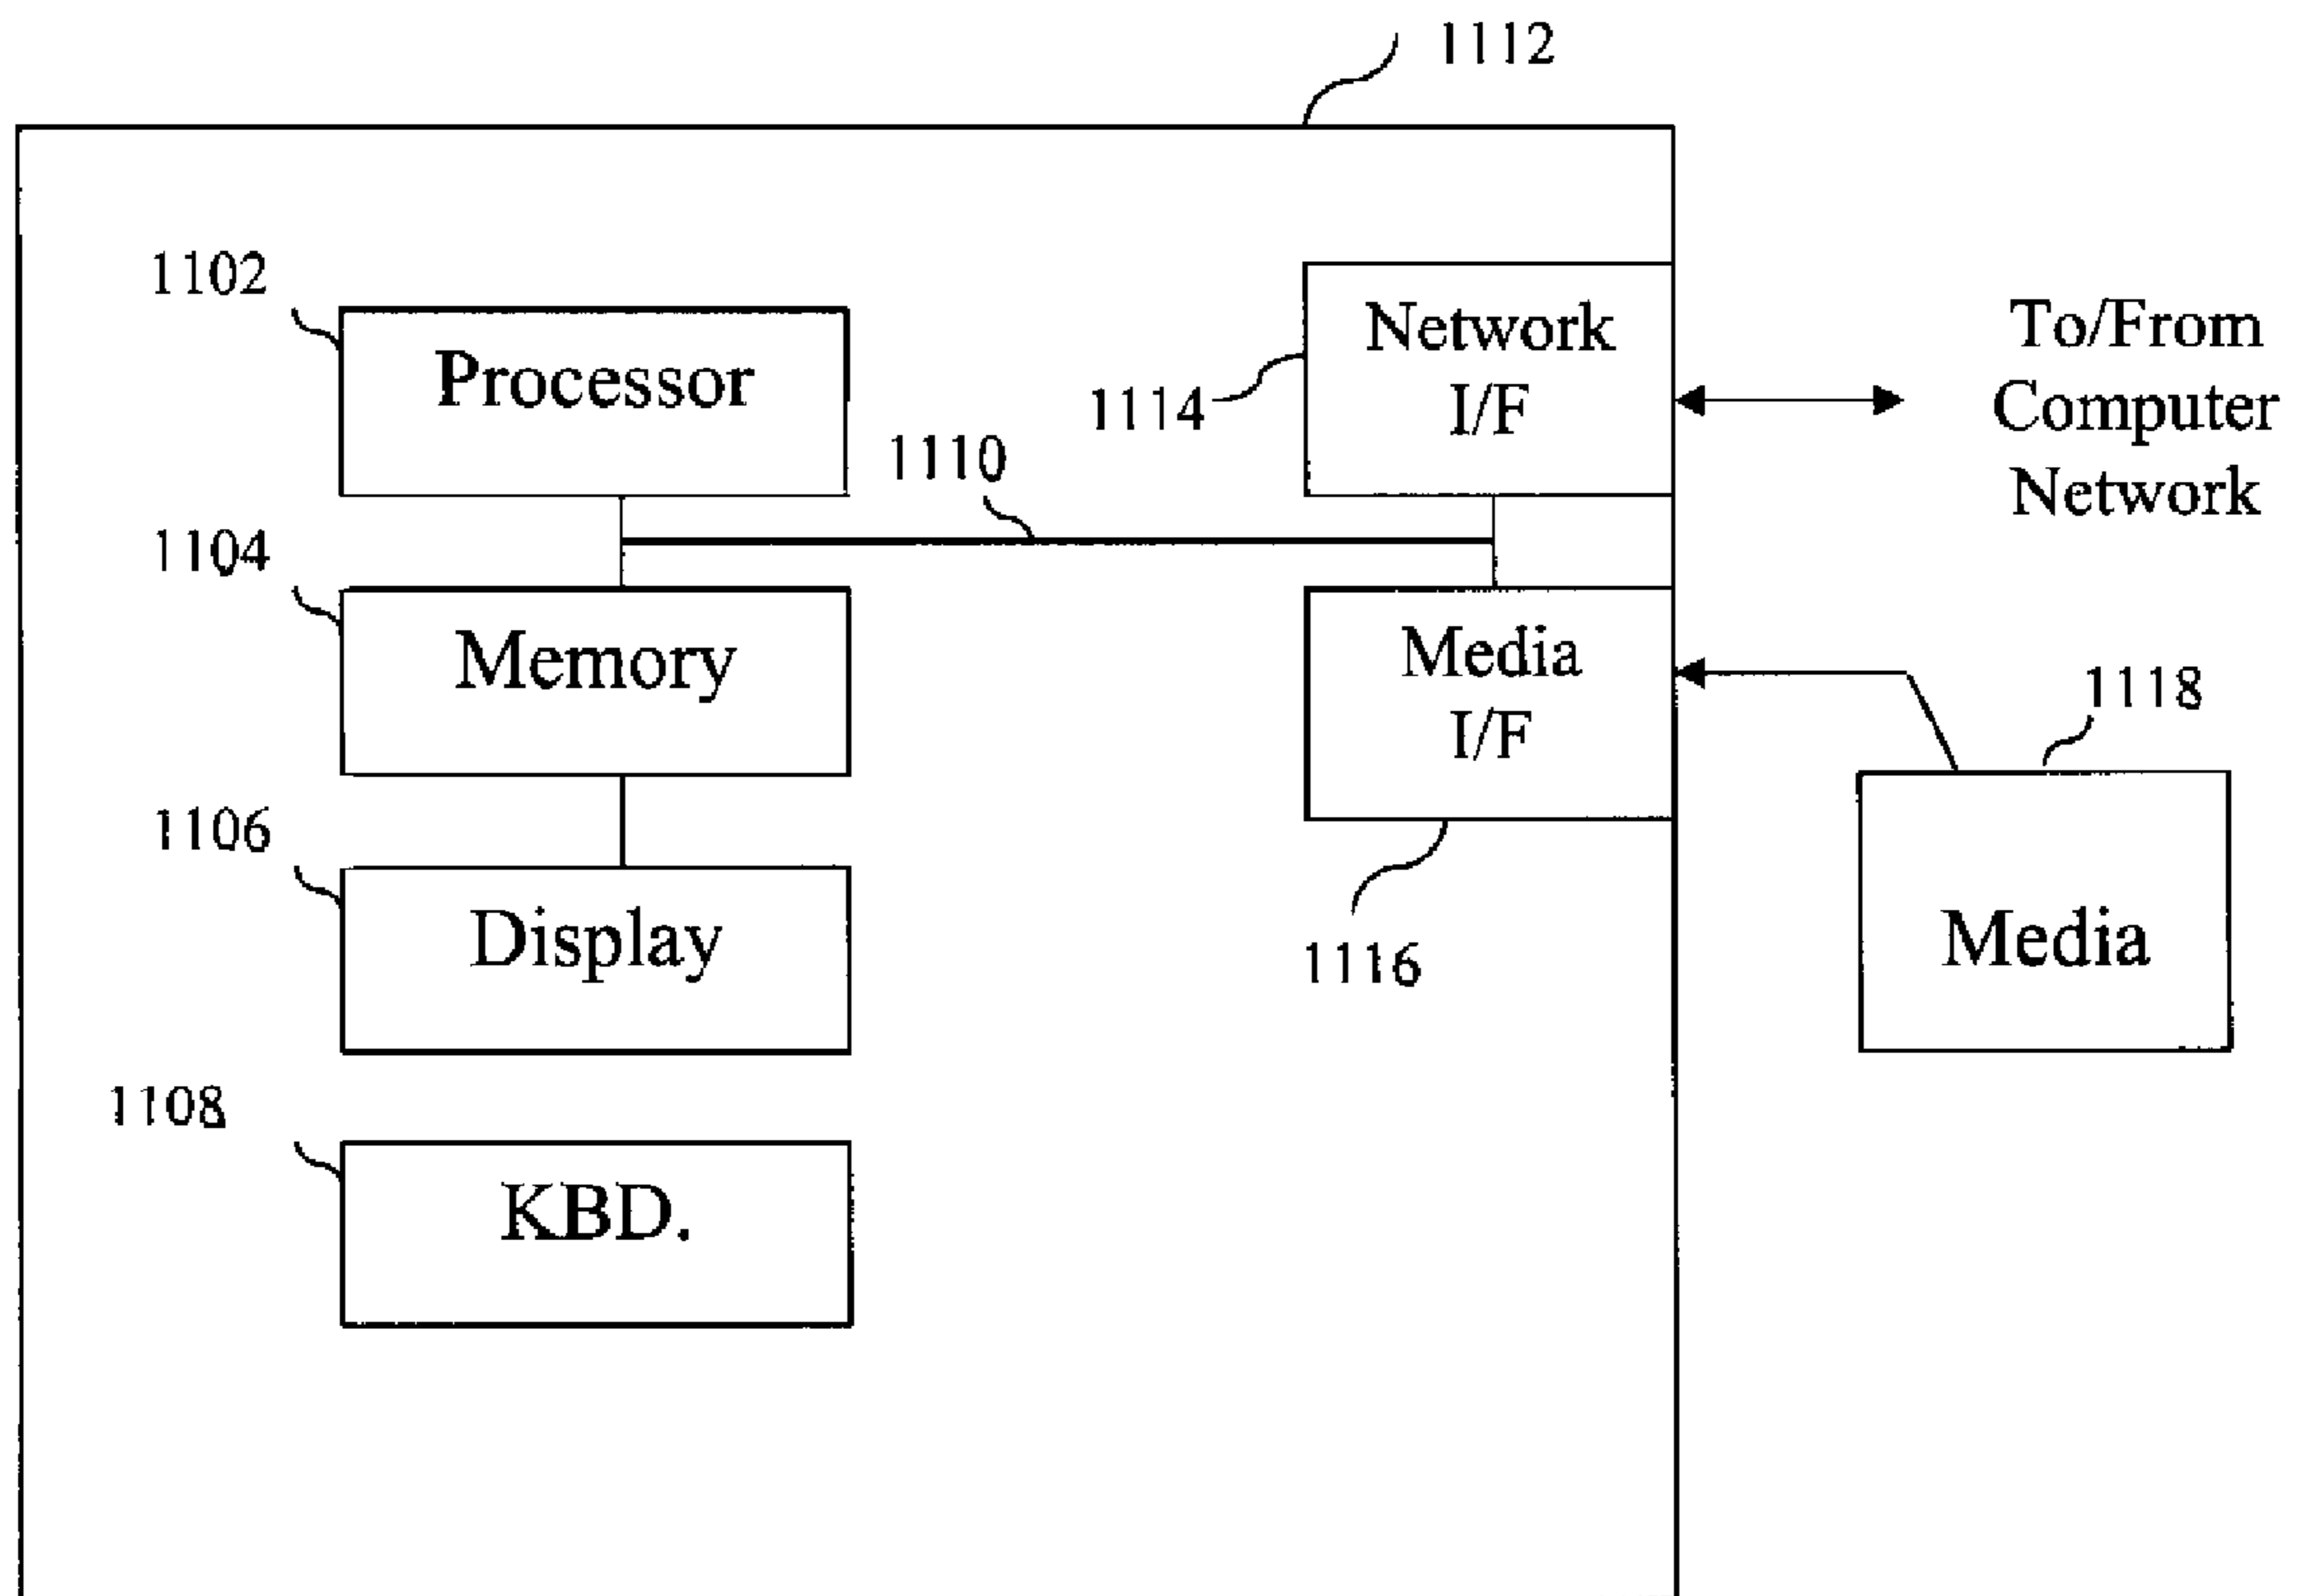 1112
1102
Processor
Network
I/F
1114
To/From
Computer
Network
1110
1104
Memory
Media
I/F
1118
1106
Display
1116
Media
1108
KBD.